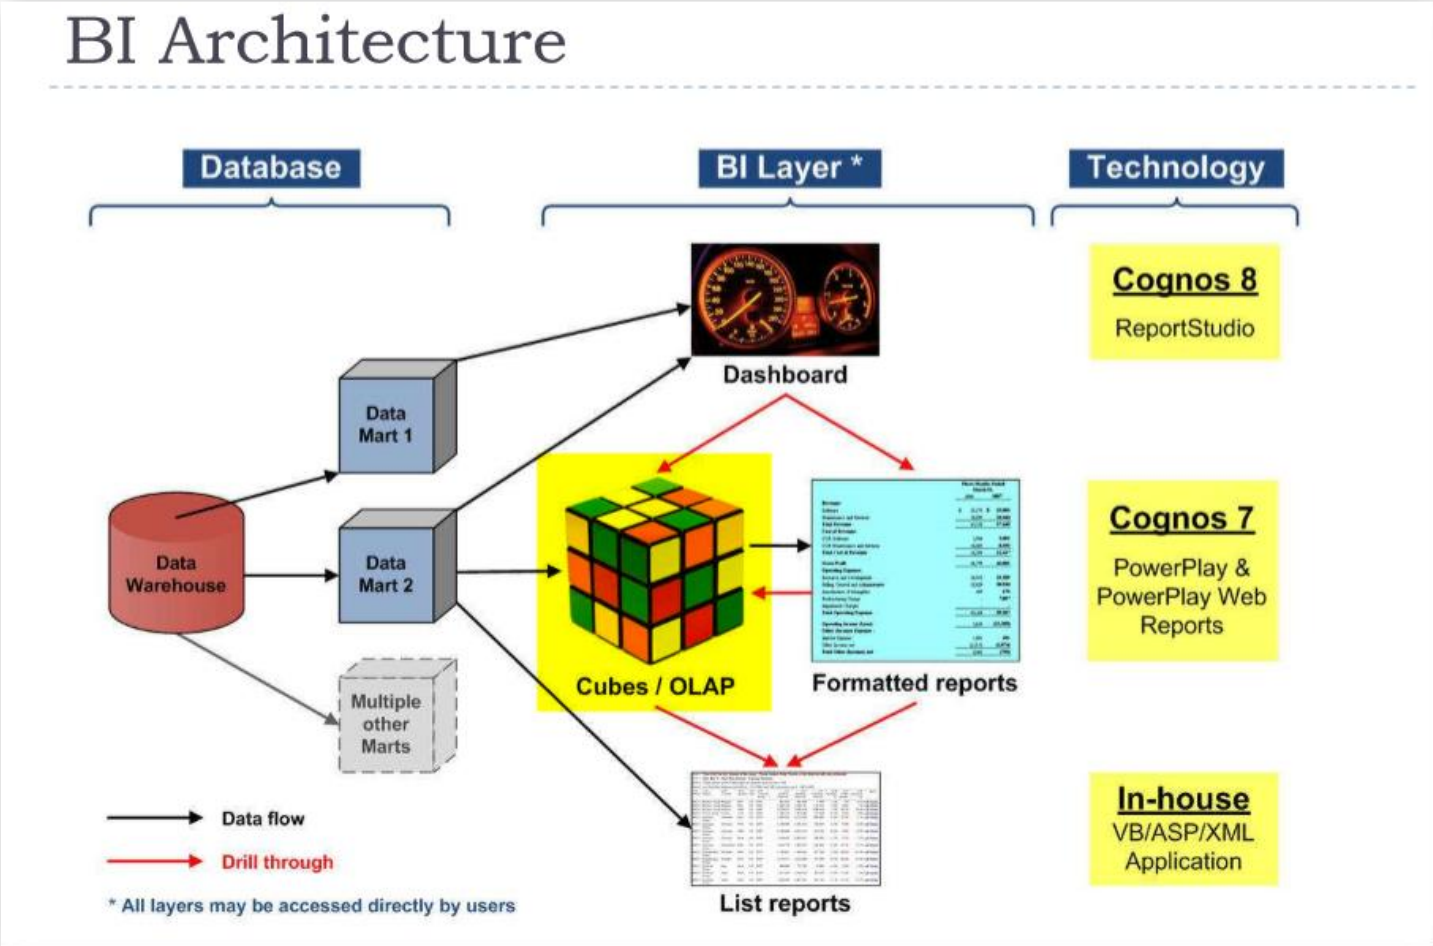 BI Architecture
Database
BI Layer *
Technology
Cognos 8
ReportStudio
Dashboard
Data
Mart 1
Data
Warehouse
Data
Mart 2
Cognos 7
PowerPlay &
PowerPlay Web
Reports
Cubes / OLAP
Formatted reports
Multiple
other
Marts
In-house
VB/ASP/XML
Application
Data flow
Drill through
* All layers may be accessed directly by users
List reports